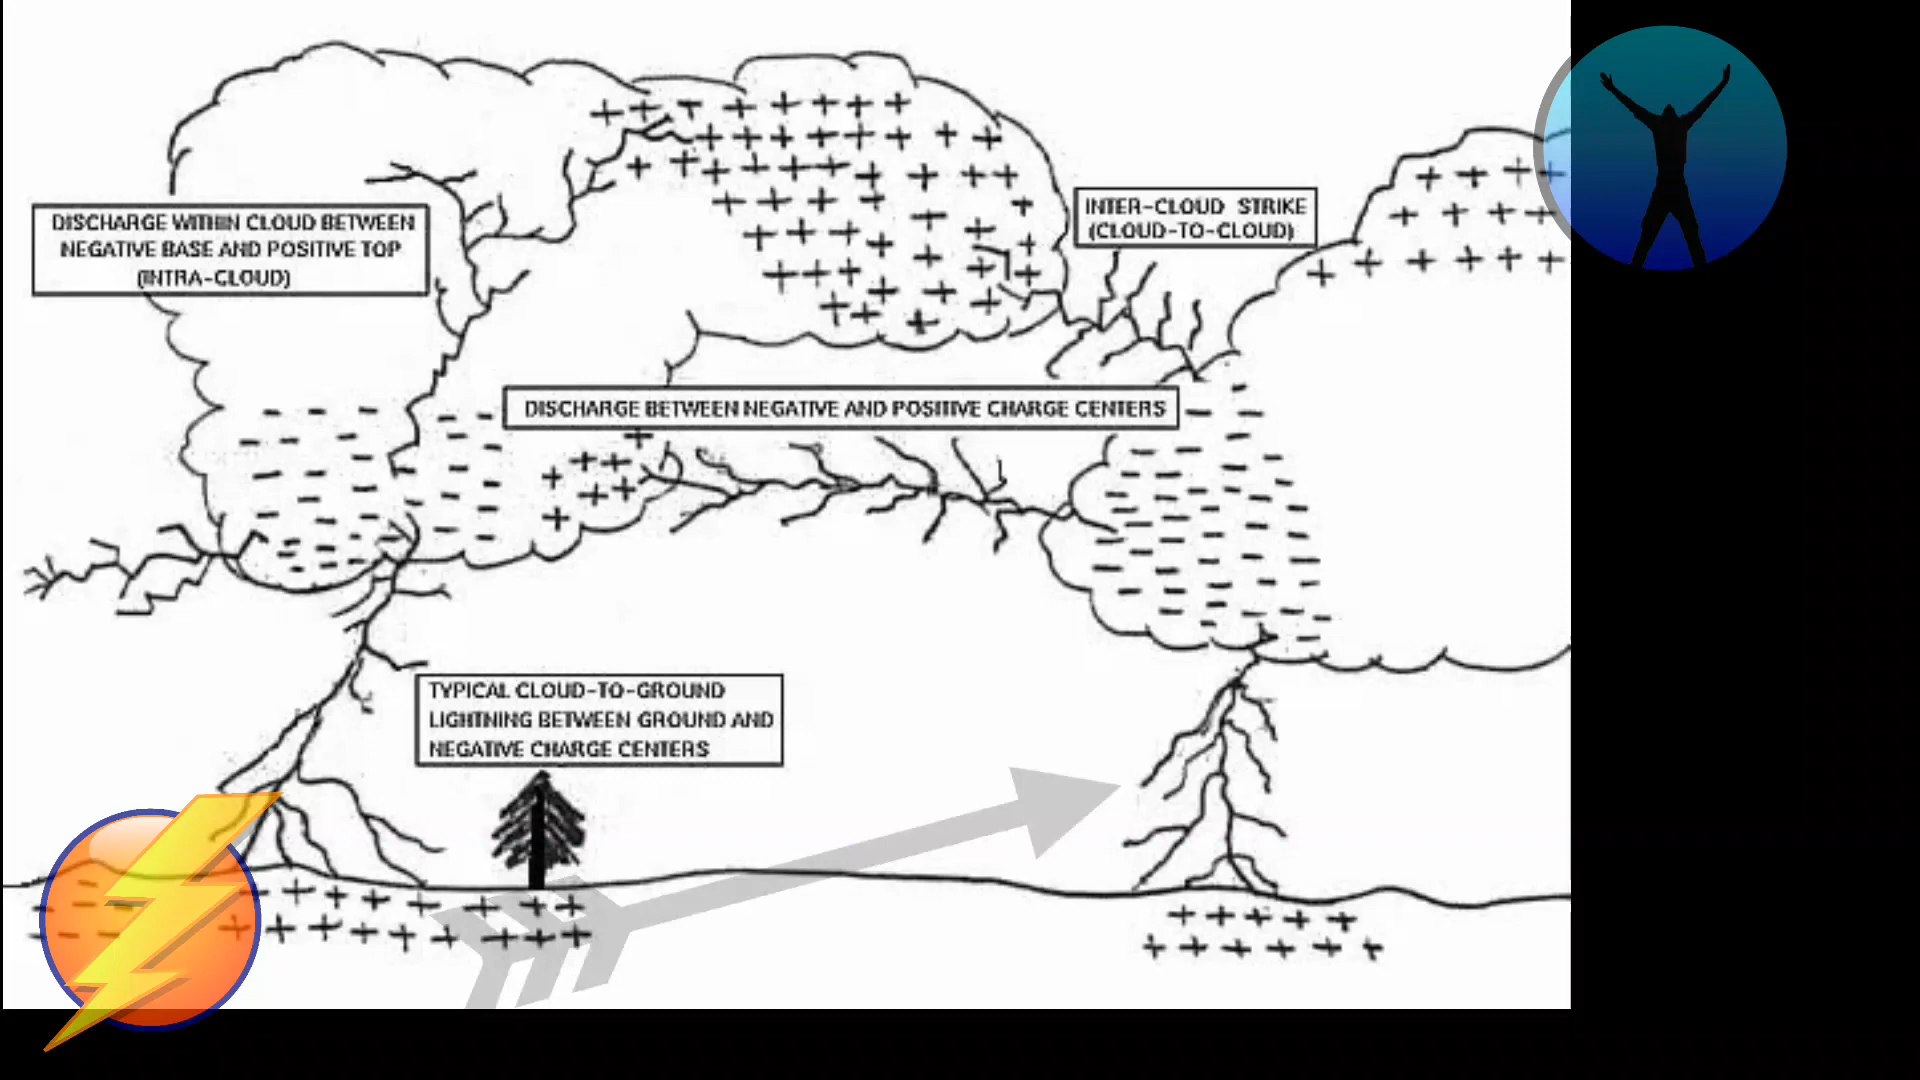 DISCHARGE WITHIN CLOUD BETWEEN
NEGATIVE BASE AND POSITIVE TOP
(INTRA-CLOUD)
INTER-CLOUD STRIKE
(CLOUD-TO-CLOUD)
DISCHARGE BETWEEN NEGATIVE AND POSITIVE CHARGE CENTERS
TYPICAL CLOUD-TO-GROUND
LIGHTNING BETWEEN GROUND AND
NEGATIVE CHARGE CENTERS